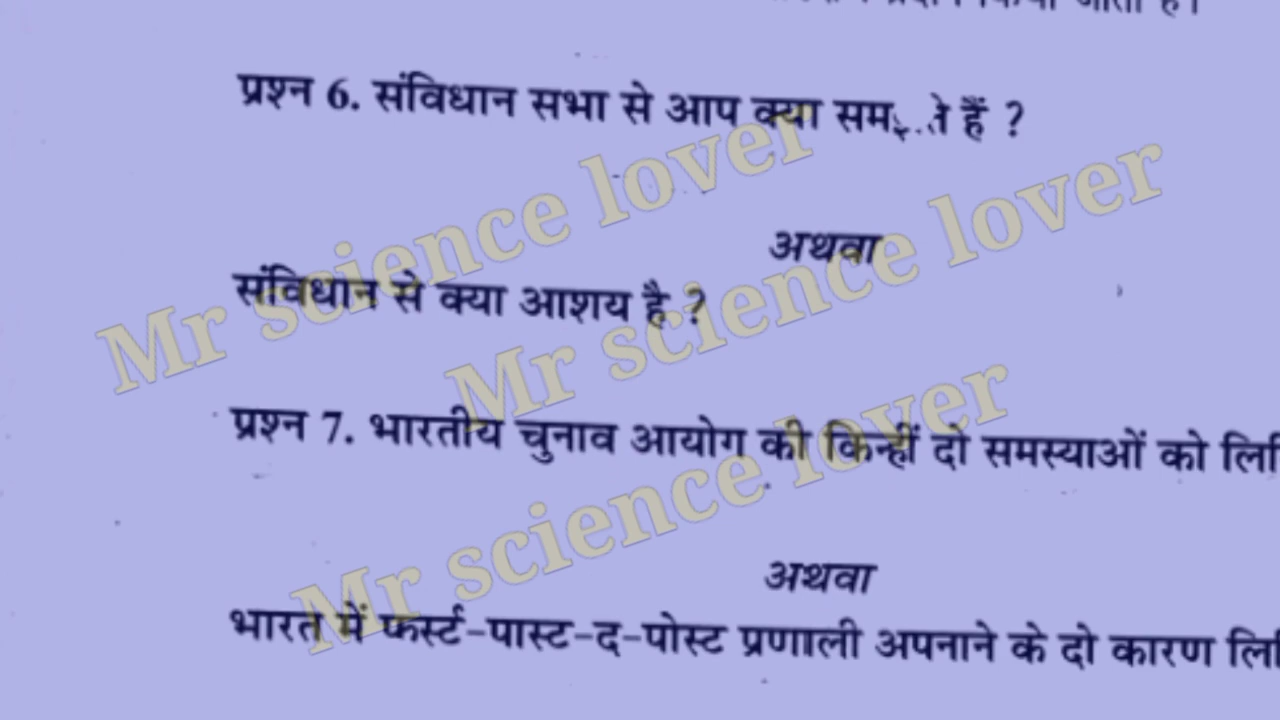 जाता है।
प्रश्न 6. संविधान सभा से आप क्या हैं ?
अथवा
संविधान से क्या आशय है ?
प्रश्न 7. भारतीय चुनाव आयोग की किन्हीं दो समस्याओं को लि
अथवा
भारत में फर्स्ट-पास्ट-द-पोस्ट प्रणाली अपनाने के दो कारण लि
Mr science lover
Mr science lover
Mr science lover